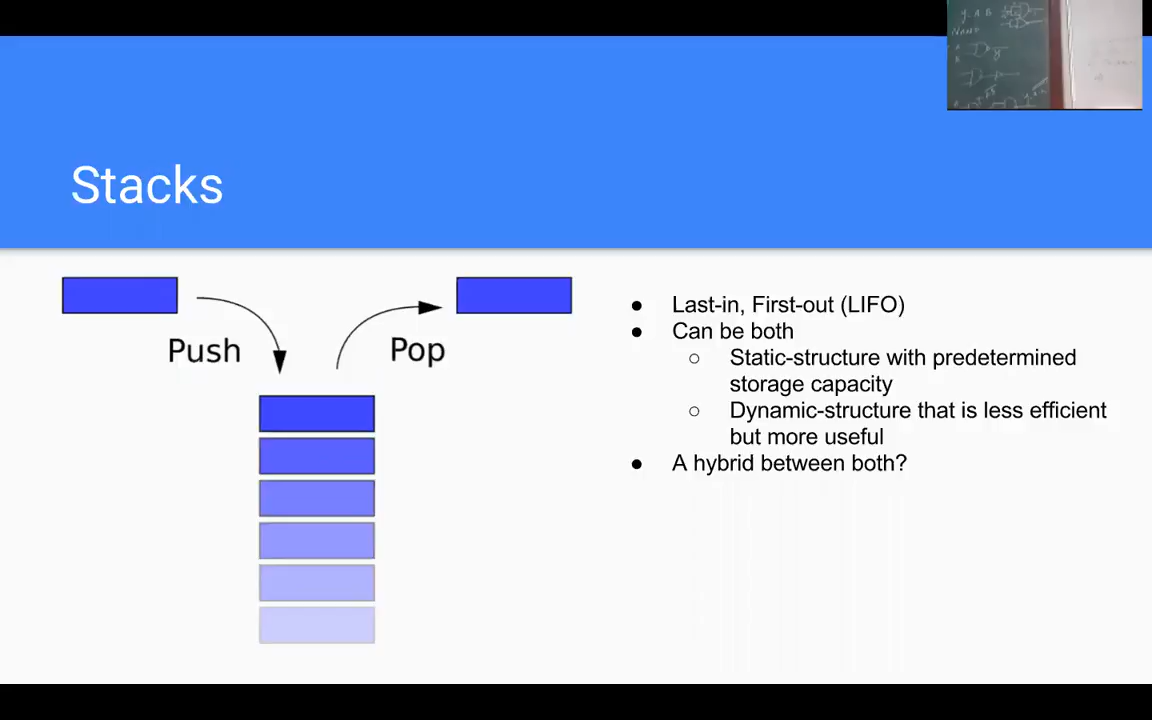 Stacks
Push
Pop
● Last-in, First-out (LIFO)
● Can be both
○ Static-structure with predetermined
storage capacity
○ Dynamic-structure that is less efficient
but more useful
● A hybrid between both?